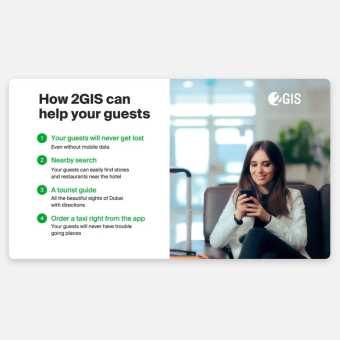 How 2GIS can
help your guests
1 Your guests will never get lost
Even without mobile data
2 Nearby search
Your guests can easily find stores
and restaurants near the hotel
3 A tourist guide
All the beautiful sights of Dubai
with directions
4 Order a taxi right from the app
Your guests will never have trouble
going places
2GIS